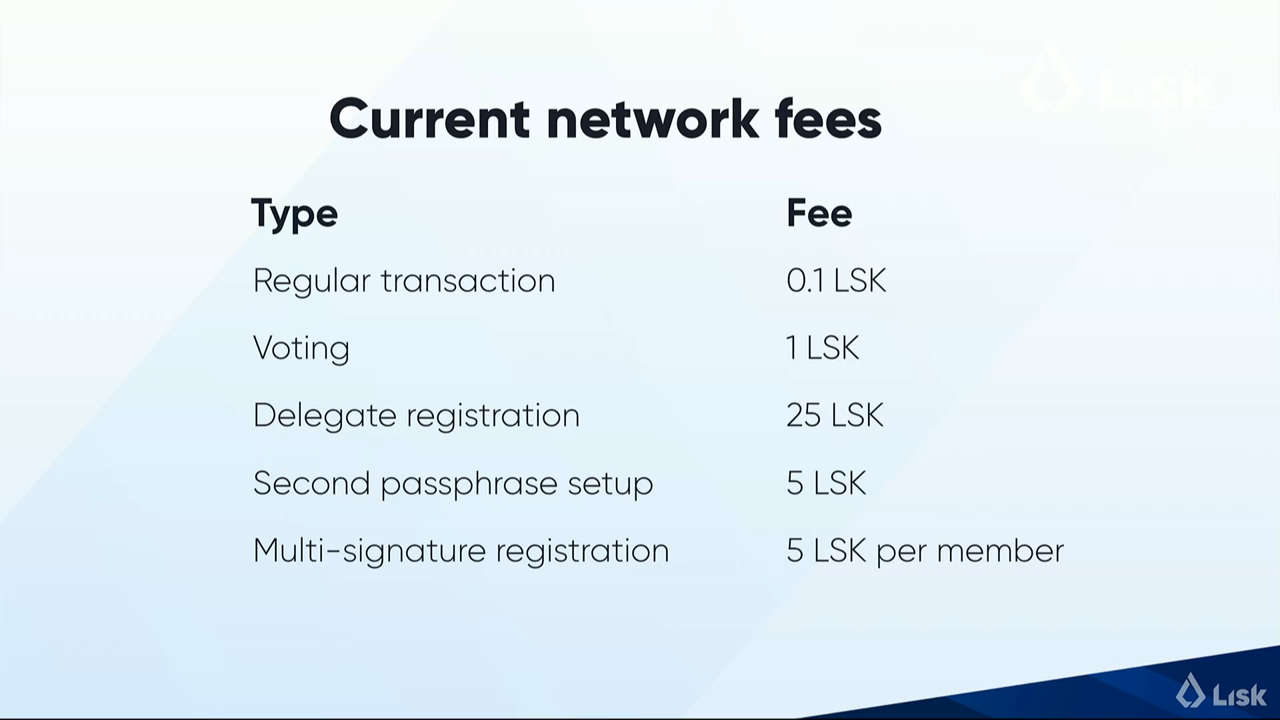 Lisk
Current network fees
Type Fee
Regular transaction 0.1 LSK
Voting 1 LSK
Delegate registration 25 LSK
Second passphrase setup 5 LSK
Multi-signature registration 5 LSK per member
Lisk